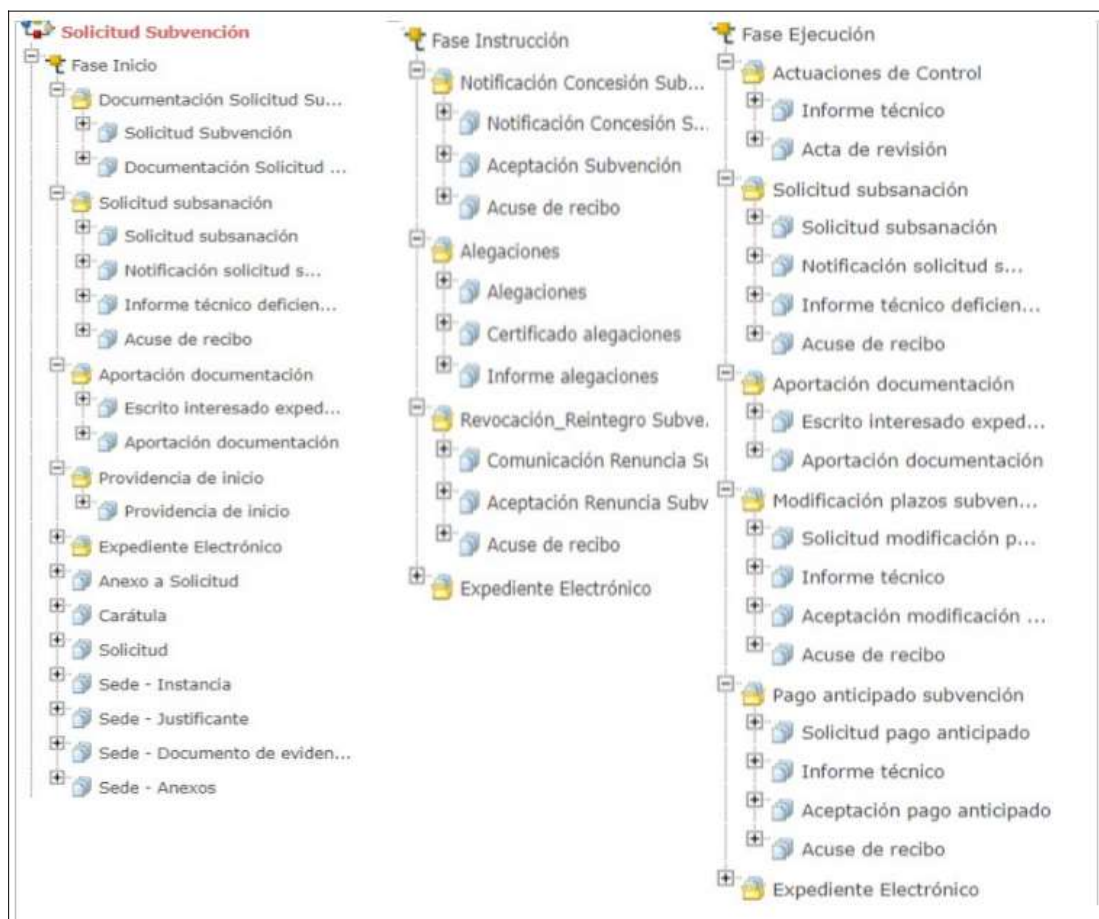 Solicitud Subvención
Fase Inicio
Documentación Solicitud Su...
Solicitud Subvención
Documentación Solicitud ...
Solicitud subsanación
Solicitud subsanación
Notificación solicitud s...
Informe técnico deficien...
Acuse de recibo
Aportación documentación
Escrito interesado exped...
Aportación documentación
Providencia de inicio
Providencia de inicio
Expediente Electrónico
Anexo a Solicitud
Carátula
Solicitud
Sede - Instancia
Sede - Justificante
Sede - Documento de eviden...
Sede - Anexos
Fase Instrucción
Notificación Concesión Sub...
Notificación Concesión S...
Aceptación Subvención
Acuse de recibo
Alegaciones
Alegaciones
Certificado alegaciones
Informe alegaciones
Revocación_Reintegro Subve.
Comunicación Renuncia Su
Aceptación Renuncia Subv
Acuse de recibo
Expediente Electrónico
Fase Ejecución
Actuaciones de Control
Informe técnico
Acta de revisión
Solicitud subsanación
Solicitud subsanación
Notificación solicitud s...
Informe técnico deficien...
Acuse de recibo
Aportación documentación
Escrito interesado exped...
Aportación documentación
Modificación plazos subven...
Solicitud modificación p...
Informe técnico
Aceptación modificación ...
Acuse de recibo
Pago anticipado subvención
Solicitud pago anticipado
Informe técnico
Aceptación pago anticipado
Acuse de recibo
Expediente Electrónico